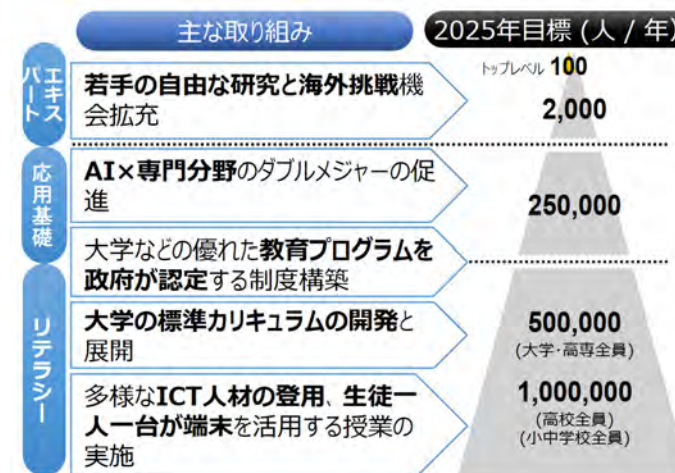 主な取り組み
2025年目標 (人 / 年)
エキス
パート
若手の自由な研究と海外挑戦機
会拡充
トップレベル 100
2,000
応用基礎
AI×専門分野のダブルメジャーの促
進
250,000
大学などの優れた教育プログラムを
政府が認定する制度構築
リテラシー
大学の標準カリキュラムの開発と
展開
500,000
(大学・高専全員)
多様なICT人材の登用、生徒一
人一台が端末を活用する授業の
実施
1,000,000
(高校全員)
(小中学校全員)